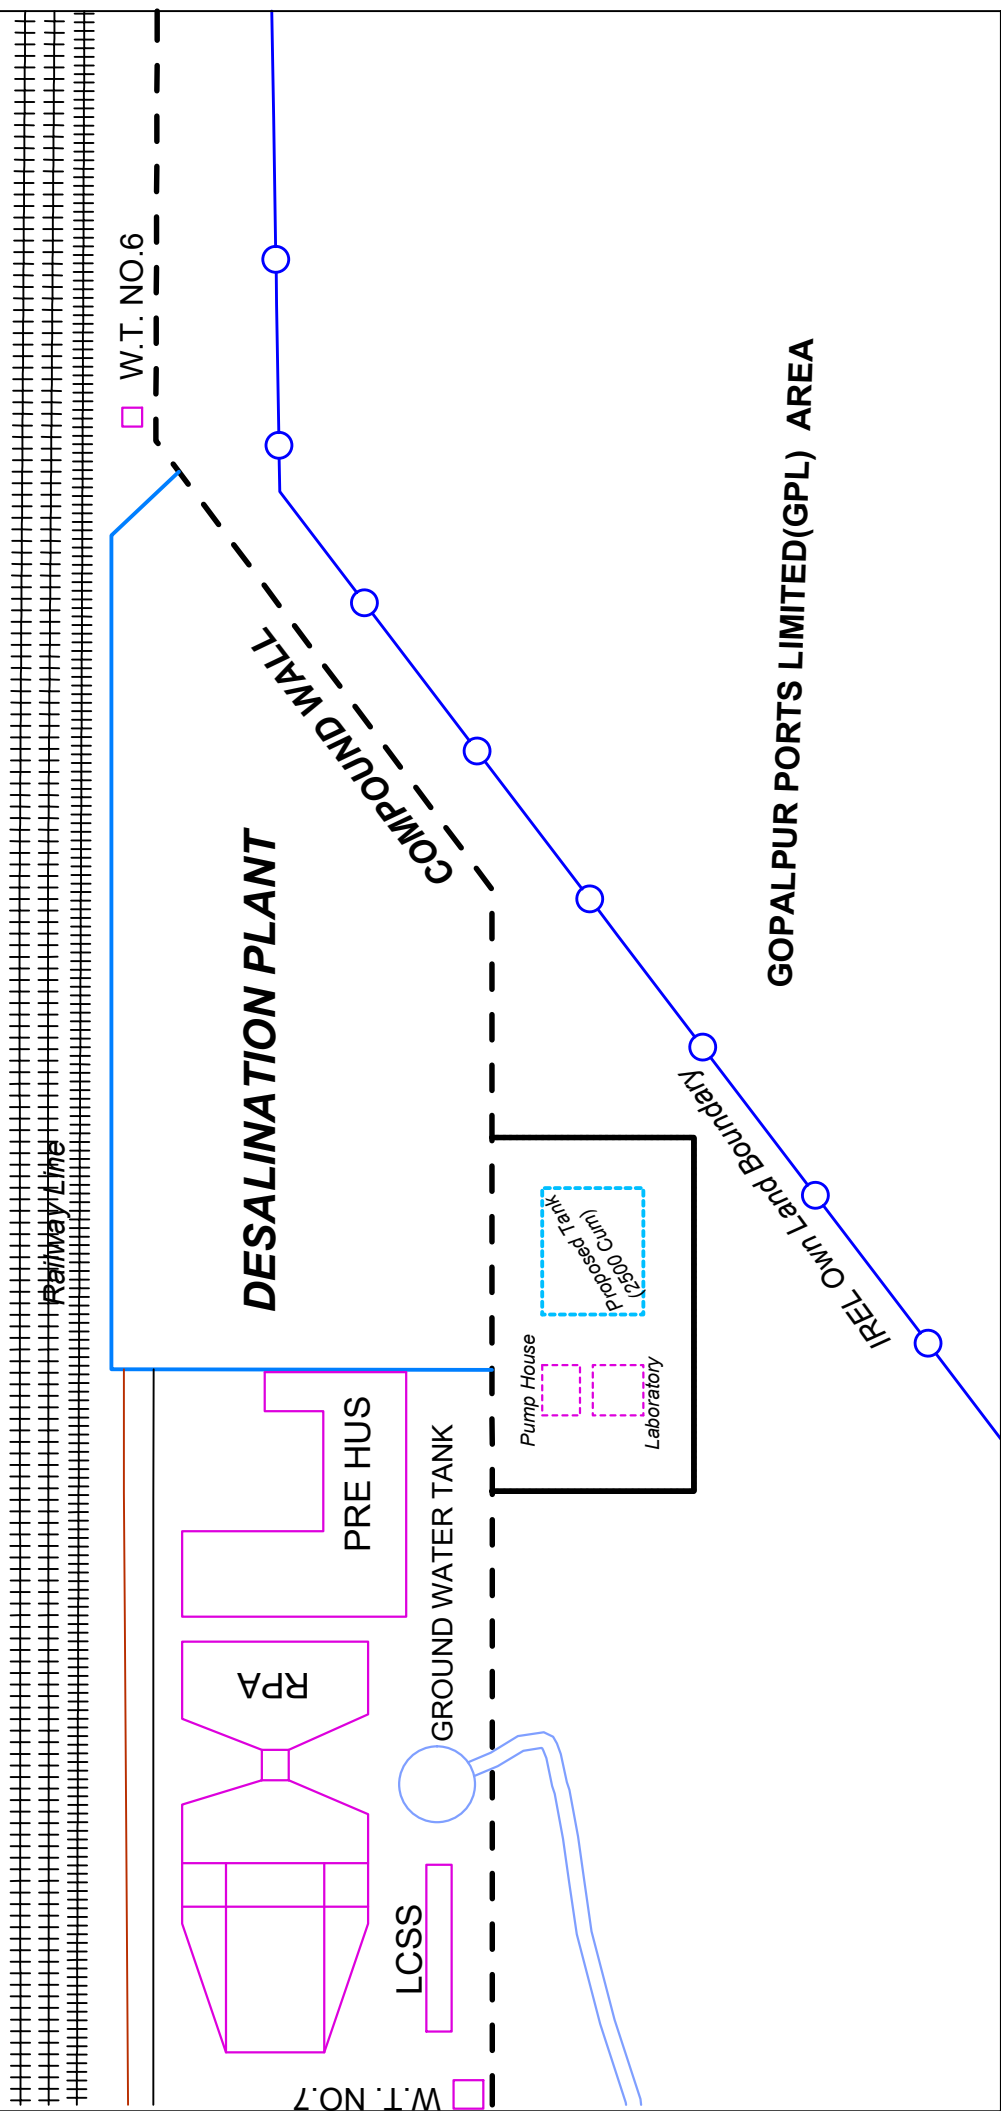 Railway Line
W.T. NO.6
COMPOUND WALL
DESALINATION PLANT
GOPALPUR PORTS LIMITED(GPL) AREA
IREL Own Land Boundary
Proposed Tank
(2500 Cum)
Pump House
Laboratory
PRE HUS
GROUND WATER TANK
RPA
LCSS
W.T. NO.7